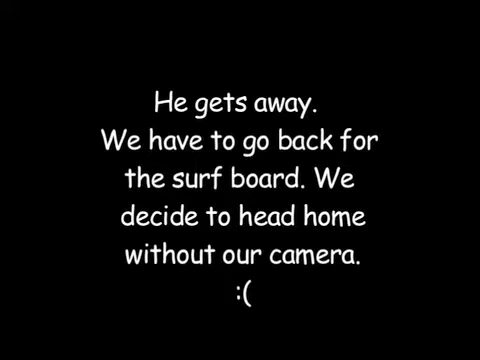 He gets away.
We have to go back for
the surf board. We
decide to head home
without our camera.
:(